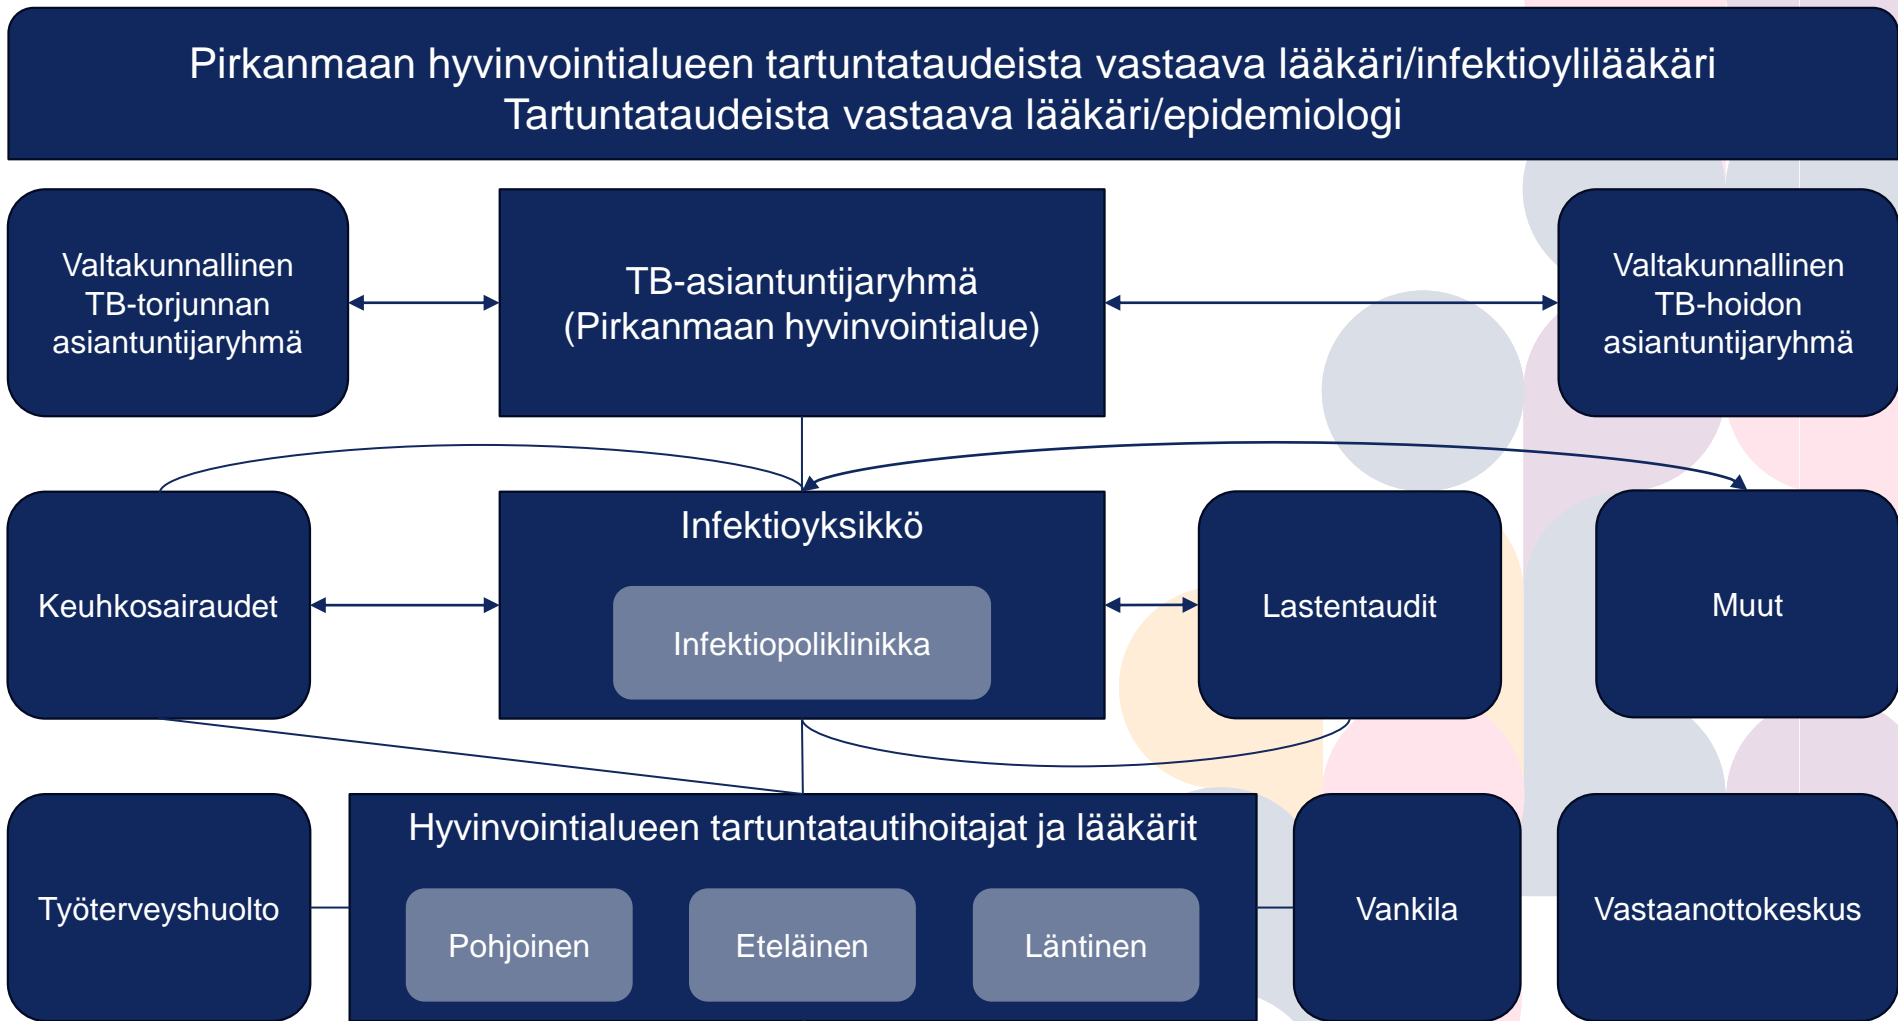 Pirkanmaan hyvinvointialueen tartuntataudeista vastaava lääkäri/infektioylilääkäri
Tartuntataudeista vastaava lääkäri/epidemiologi
Valtakunnallinen
TB-torjunnan
asiantuntijaryhmä
TB-asiantuntijaryhmä
(Pirkanmaan hyvinvointialue)
Valtakunnallinen
TB-hoidon
asiantuntijaryhmä
Keuhkosairaudet
Infektioyksikkö
Infektiopoliklinikka
Lastentaudit
Muut
Työterveyshuolto
Hyvinvointialueen tartuntatautihoitajat ja lääkärit
Pohjoinen
Eteläinen
Läntinen
Vankila
Vastaanottokeskus